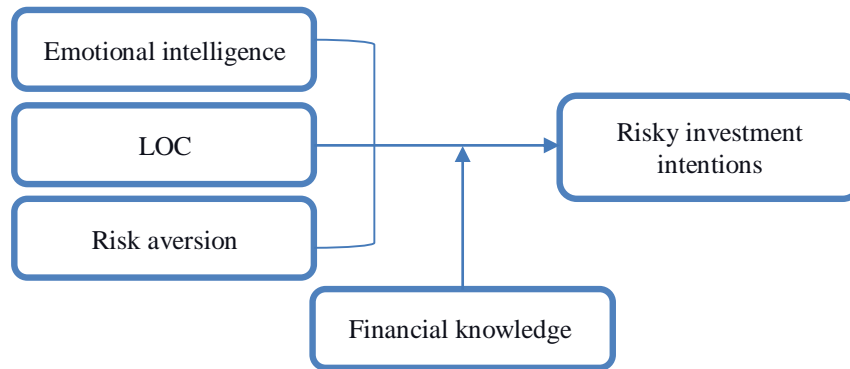 Emotional intelligence
LOC
Risk aversion
Risky investment
intentions
Financial knowledge